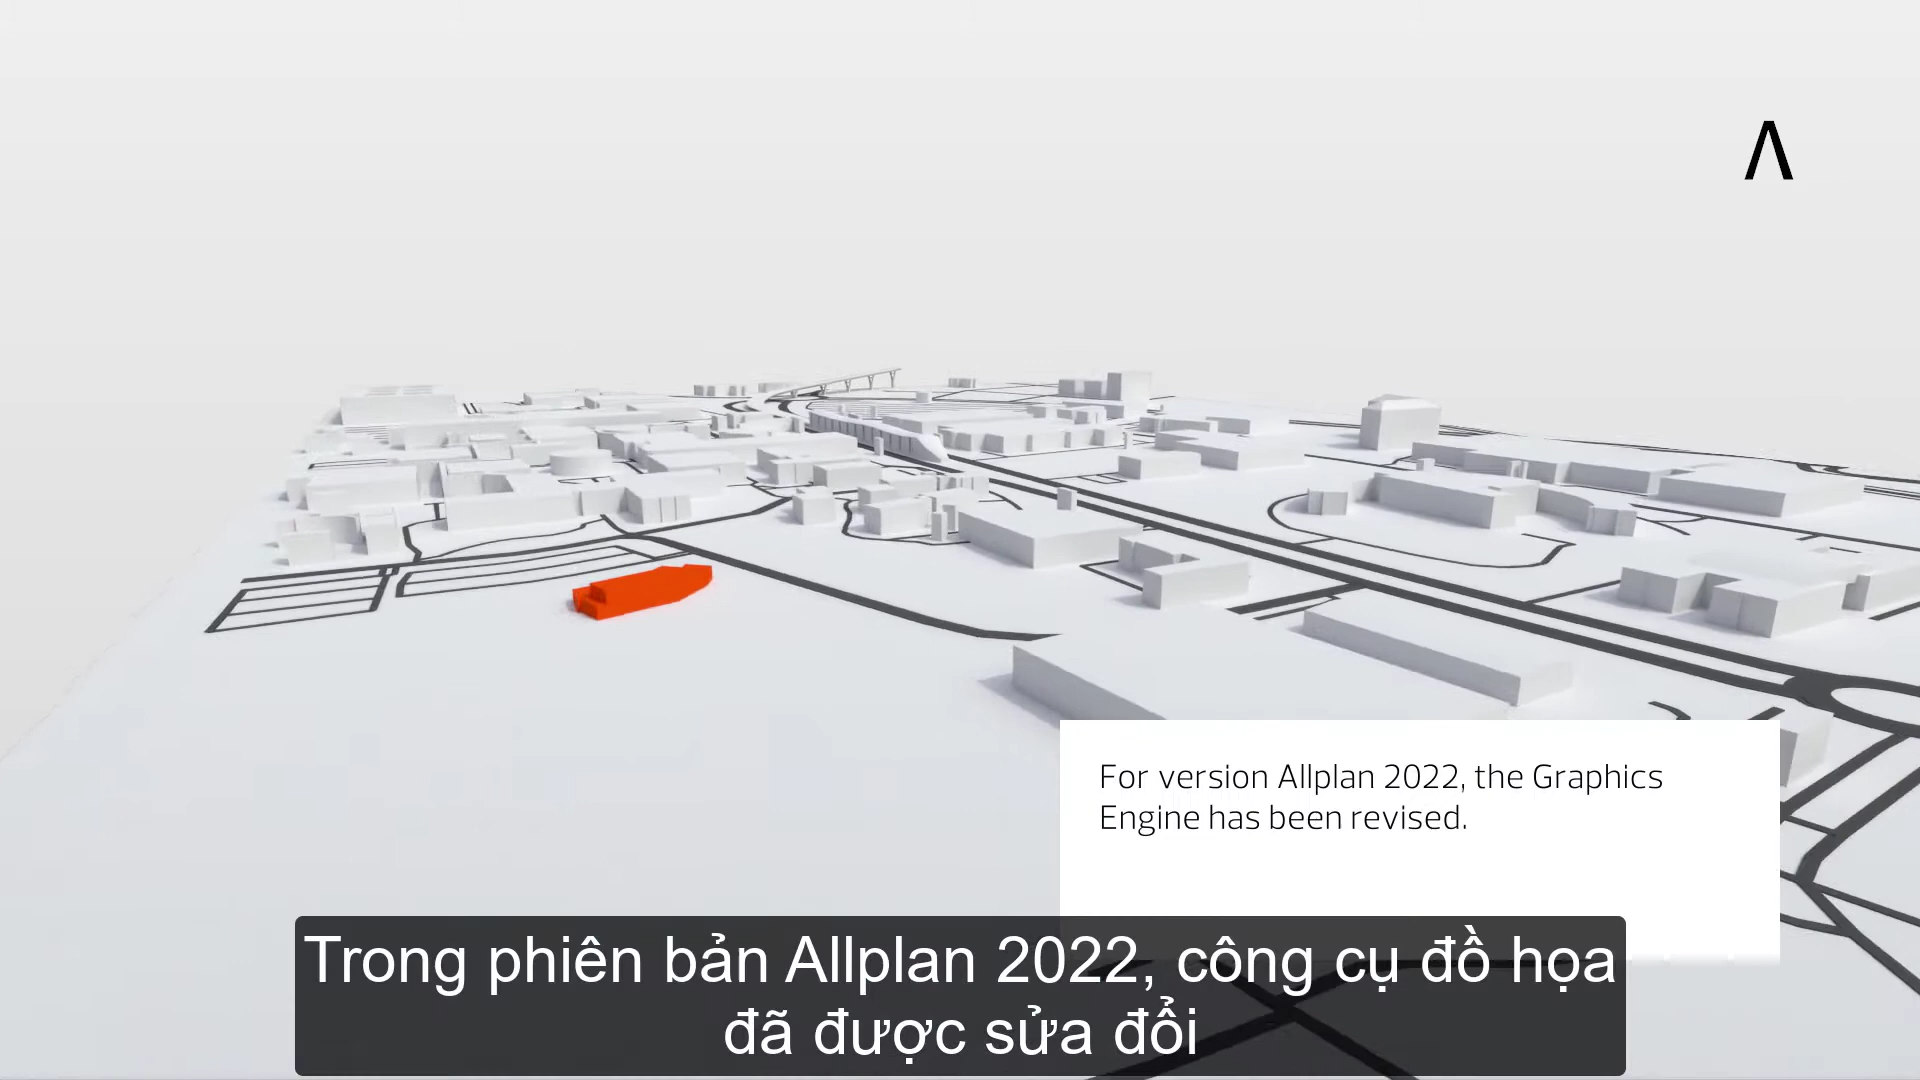 For version Allplan 2022, the Graphics
Engine has been revised.
Trong phiên bản Allplan 2022, công cụ đồ họa
đã được sửa đổi